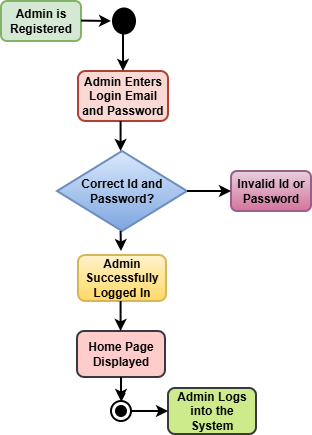 Admin is
Registered
Admin Enters
Login Email
and Password
Correct Id and
Password?
Invalid Id or
Password
Admin
Successfully
Logged In
Home Page
Displayed
Admin Logs
into the
System